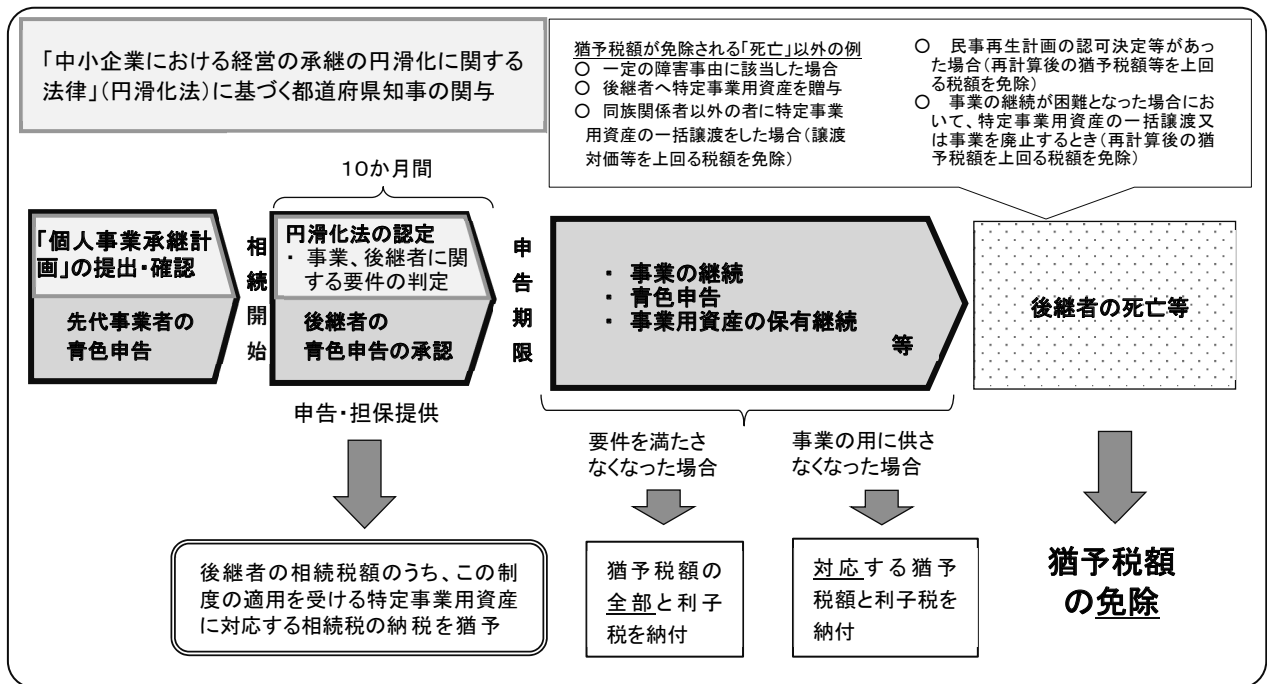 「中小企業における経営の承継の円滑化に関する
法律」(円滑化法)に基づく都道府県知事の関与
猶予税額が免除される「死亡」以外の例
○ 一定の障害事由に該当した場合
○ 後継者へ特定事業用資産を贈与
○ 同族関係者以外の者に特定事業
用資産の一括譲渡をした場合(譲渡
対価等を上回る税額を免除)
○ 民事再生計画の認可決定等があっ
た場合(再計算後の猶予税額等を上回
る税額を免除)
○ 事業の継続が困難となった場合にお
いて、特定事業用資産の一括譲渡又
は事業を廃止するとき(再計算後の猶
予税額を上回る税額を免除)
10か月間
「個人事業承継計
画」の提出・確認
先代事業者の
青色申告
相続開始
円滑化法の認定
・ 事業、後継者に関
する要件の判定
後継者の
青色申告の承認
申告期限
・ 事業の継続
・ 青色申告
・ 事業用資産の保有継続
等
後継者の死亡等
申告・担保提供
要件を満たさ
なくなった場合
事業の用に供さ
なくなった場合
後継者の相続税額のうち、この制
度の適用を受ける特定事業用資産
に対応する相続税の納税を猶予
猶予税額の
全部と利子
税を納付
対応する猶予
税額と利子税を
納付
猶予税額
の免除